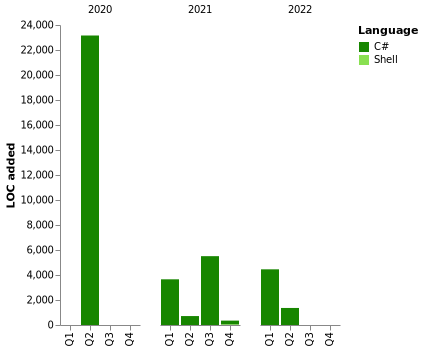 2020 2021 2022
Language
C#
Shell
LOC added
24,000
22,000
20,000
18,000
16,000
14,000
12,000
10,000
8,000
6,000
4,000
2,000
0
Q1 Q2 Q3 Q4 Q1 Q2 Q3 Q4 Q1 Q2 Q3 Q4